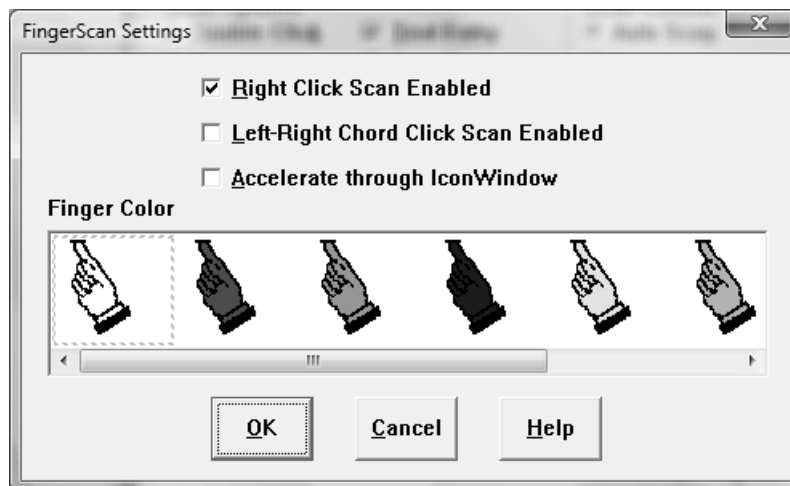 FingerScan Settings
Right Click Scan Enabled
Left-Right Chord Click Scan Enabled
Accelerate through IconWindow
Finger Color
OK
Cancel
Help